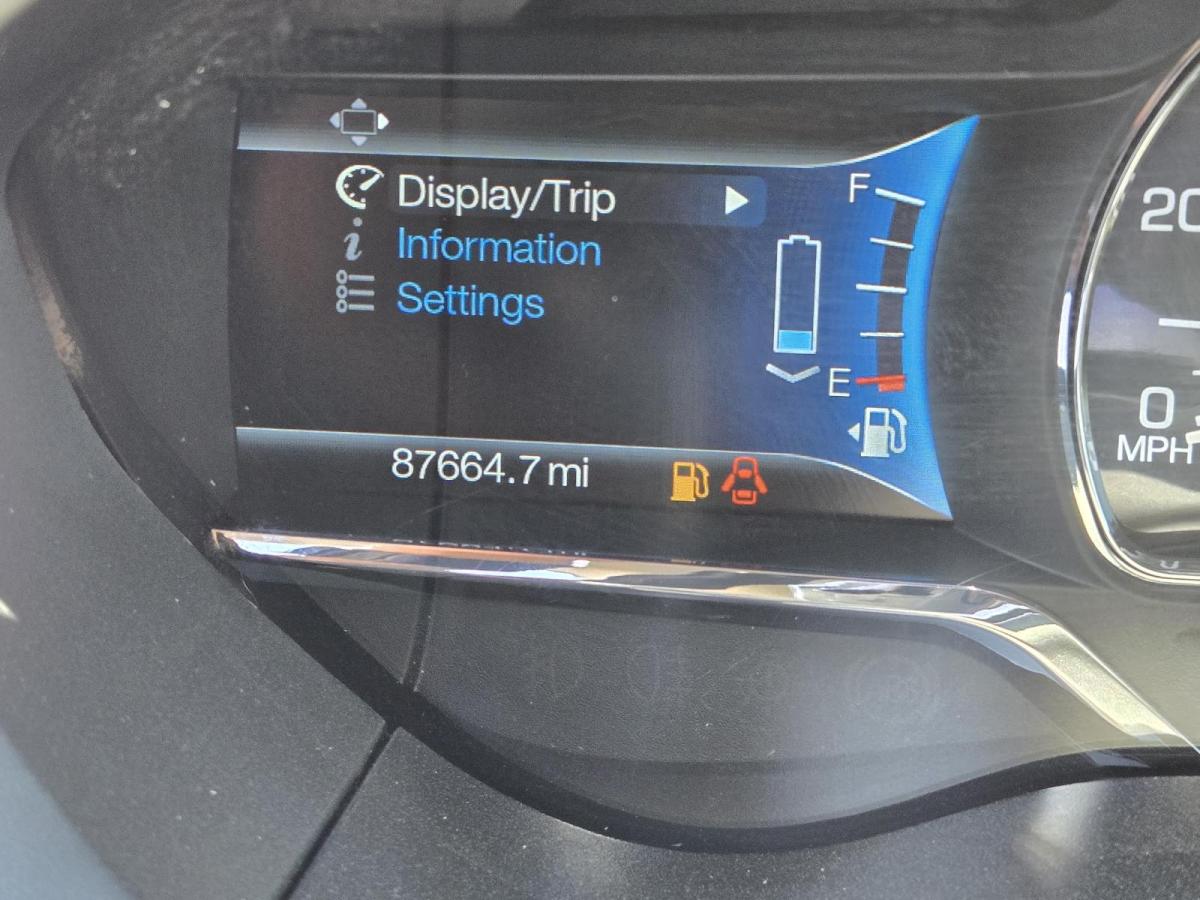 Display/Trip
Information
Settings
F
E
87664.7 mi
20
0
MPH